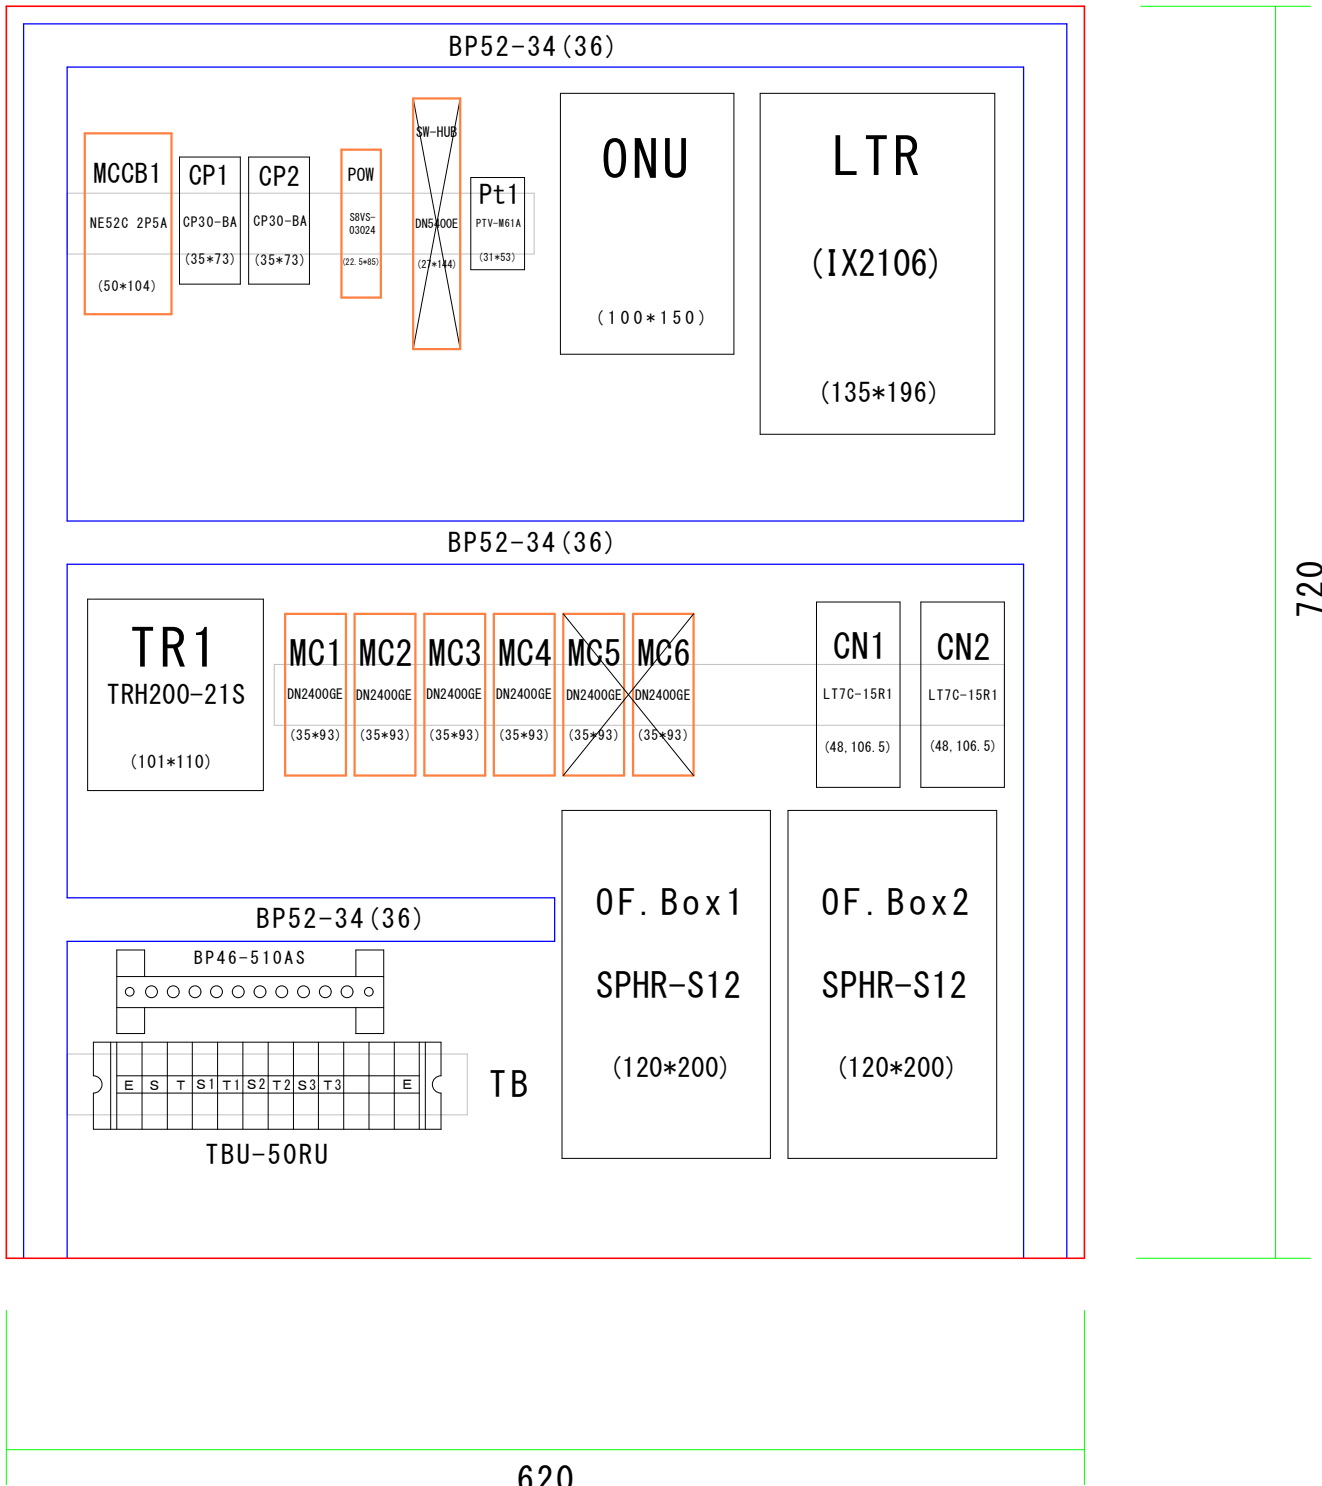 BP52-34(36)
MCCB1
NE52C 2P5A
(50*104)
CP1
CP30-BA
(35*73)
CP2
CP30-BA
(35*73)
POW
S8VS-
03024
(22.5*85)
SW-HUB
DN5400E
(27*144)
Pt1
PTV-M61A
(31*53)
ONU
(100*150)
LTR
(IX2106)
(135*196)
BP52-34(36)
720
TR1
TRH200-21S
(101*110)
MC1
DN2400GE
(35*93)
MC2
DN2400GE
(35*93)
MC3
DN2400GE
(35*93)
MC4
DN2400GE
(35*93)
MC5
DN2400GE
(35*93)
MC6
DN2400GE
(35*93)
CN1
LT7C-15R1
(48,106.5)
CN2
LT7C-15R1
(48,106.5)
BP52-34(36)
BP46-510AS
E S T S1 T1 S2 T2 S3 T3 E
TB
TBU-50RU
OF.Box1
SPHR-S12
(120*200)
OF.Box2
SPHR-S12
(120*200)
620